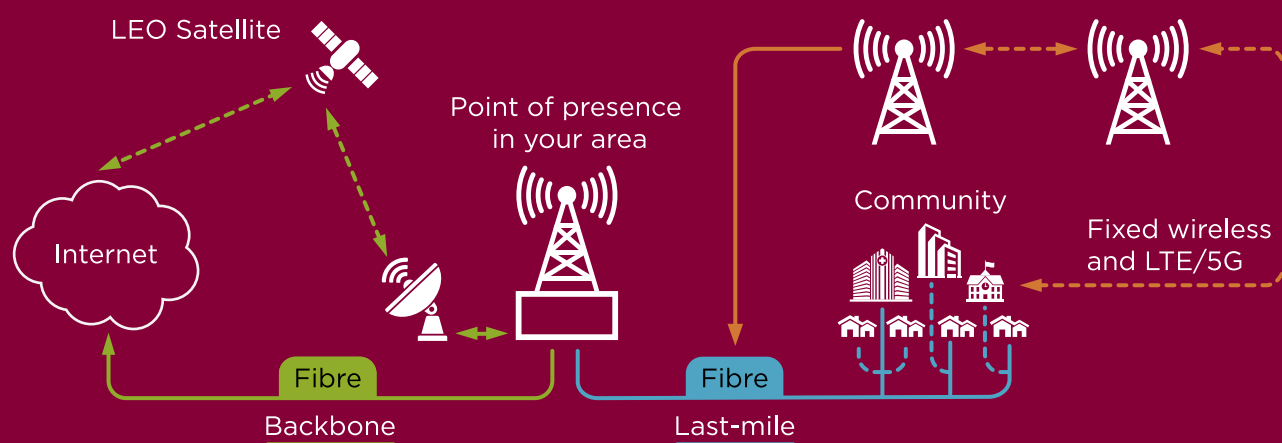 LEO Satellite
Point of presence
in your area
Internet
Community
Fixed wireless
and LTE/5G
Fibre
Fibre
Backbone
Last-mile